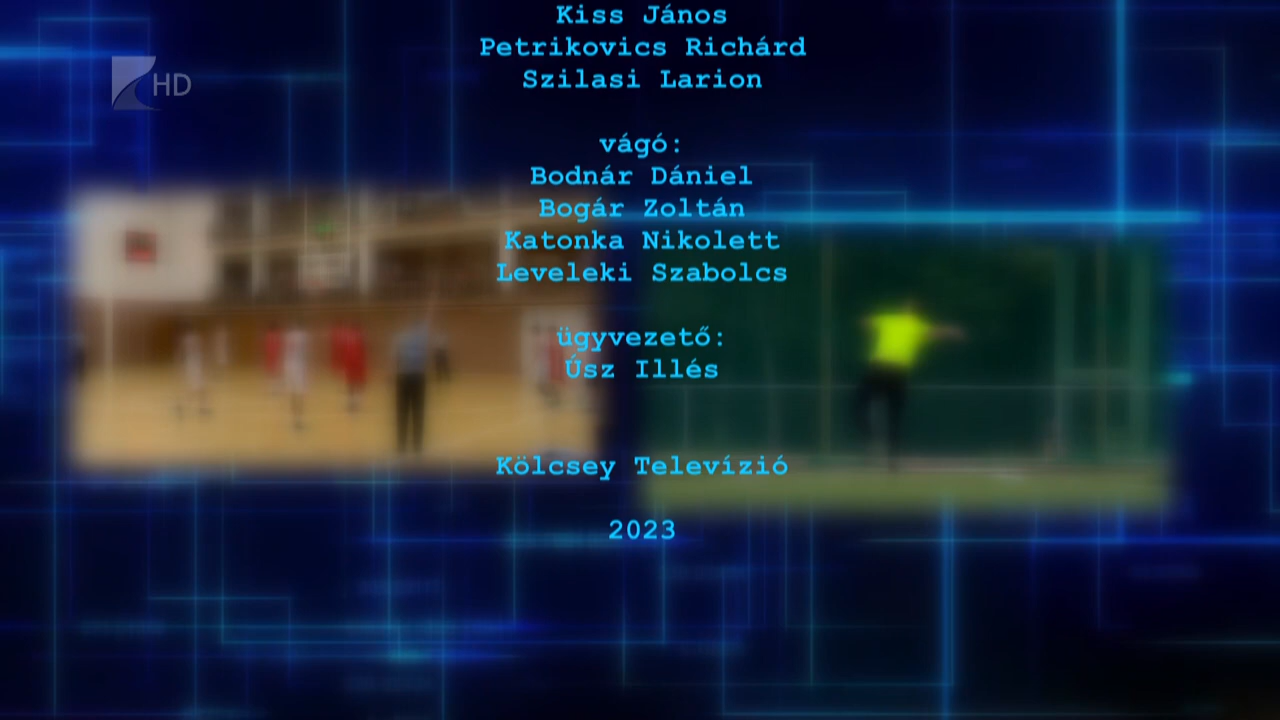 Kiss János
Petrikovics Richárd
Szilasi Larion
HD
vágó:
Bodnár Dániel
Bogár Zoltán
Katonka Nikolett
Leveleki Szabolcs
ügyvezető:
Úsz Illés
Kölcsey Televízió
2023